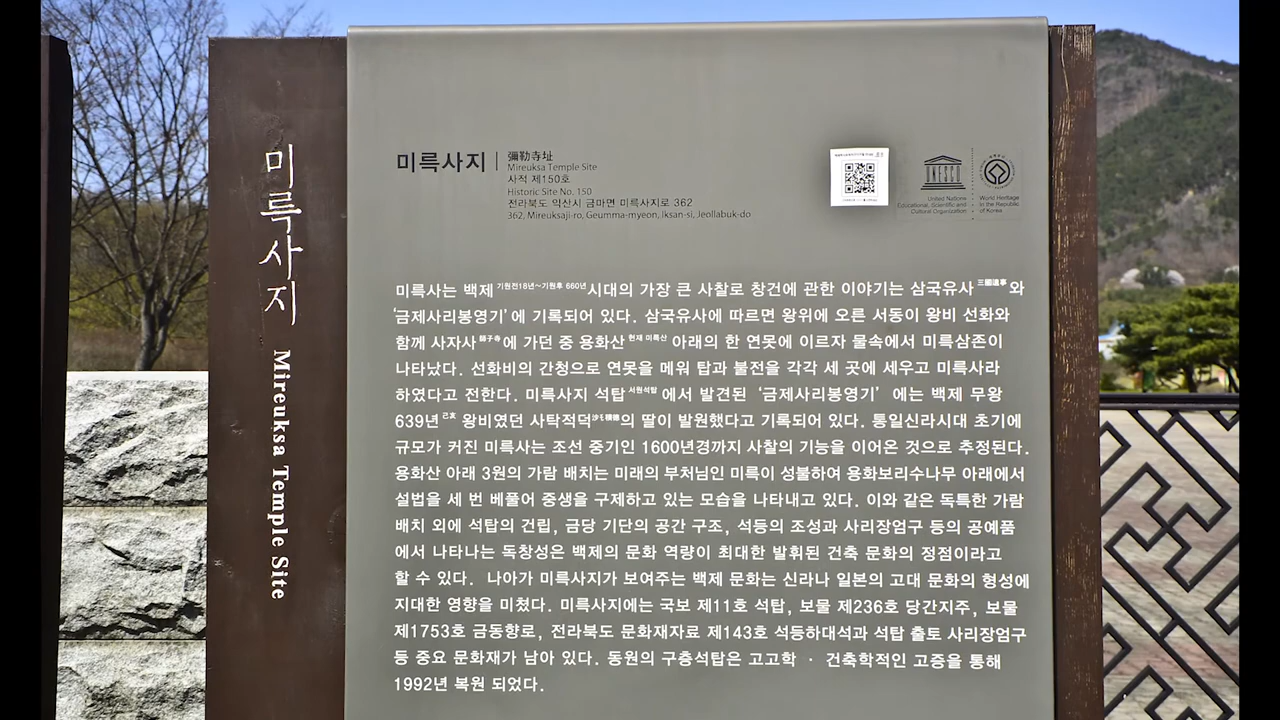 미륵사지
Mireuksa Temple Site
미륵사지
彌勒寺址
Mireuksa Temple Site
사적 제150호
Historic Site No. 150
전라북도 익산시 금마면 미륵사지로 362
362, Mireuksaji-ro, Geumma-myeon, Iksan-si, Jeollabuk-do
UNESCO
United Nations
Educational, Scientific and
Cultural Organization
World Heritage
in the Republic
of Korea
미륵사는 백제 기원전18년~기원후 660년 시대의 가장 큰 사찰로 창건에 관한 이야기는 삼국유사 三國遺事 와
‘금제사리봉영기’에 기록되어 있다. 삼국유사에 따르면 왕위에 오른 서동이 왕비 선화와
함께 사자사 師子寺 에 가던 중 용화산 현재 미륵산 아래의 한 연못에 이르자 물속에서 미륵삼존이
나타났다. 선화비의 간청으로 연못을 메워 탑과 불전을 각각 세 곳에 세우고 미륵사라
하였다고 전한다. 미륵사지 석탑 서원석탑 에서 발견된 ‘금제사리봉영기’ 에는 백제 무왕
639년 己亥 왕비였던 사탁적덕 沙乇積德 의 딸이 발원했다고 기록되어 있다. 통일신라시대 초기에
규모가 커진 미륵사는 조선 중기인 1600년경까지 사찰의 기능을 이어온 것으로 추정된다.
용화산 아래 3원의 가람 배치는 미래의 부처님인 미륵이 성불하여 용화보리수나무 아래에서
설법을 세 번 베풀어 중생을 구제하고 있는 모습을 나타내고 있다. 이와 같은 독특한 가람
배치 외에 석탑의 건립, 금당 기단의 공간 구조, 석등의 조성과 사리장엄구 등의 공예품
에서 나타나는 독창성은 백제의 문화 역량이 최대한 발휘된 건축 문화의 정점이라고
할 수 있다. 나아가 미륵사지가 보여주는 백제 문화는 신라나 일본의 고대 문화의 형성에
지대한 영향을 미쳤다. 미륵사지에는 국보 제11호 석탑, 보물 제236호 당간지주, 보물
제1753호 금동향로, 전라북도 문화재자료 제143호 석등하대석과 석탑 출토 사리장엄구
등 중요 문화재가 남아 있다. 동원의 구층석탑은 고고학 · 건축학적인 고증을 통해
1992년 복원 되었다.